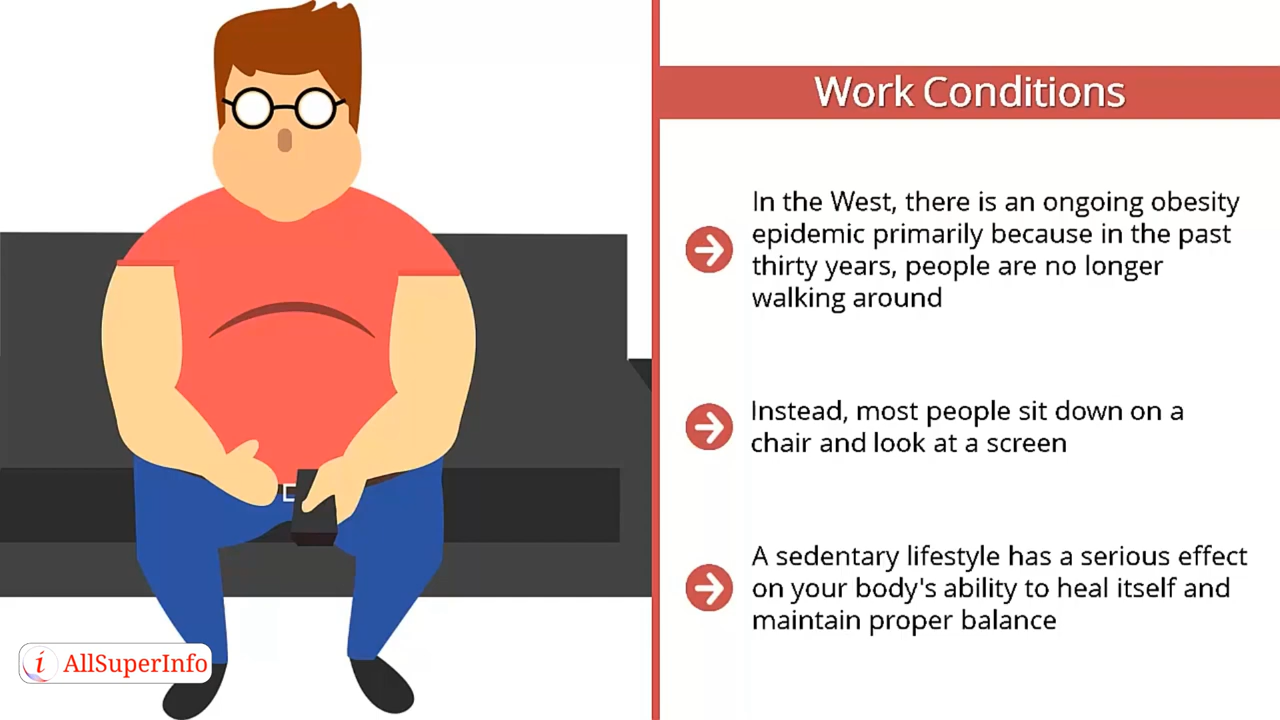 Work Conditions
In the West, there is an ongoing obesity
epidemic primarily because in the past
thirty years, people are no longer
walking around
Instead, most people sit down on a
chair and look at a screen
A sedentary lifestyle has a serious effect
on your body's ability to heal itself and
maintain proper balance
i AllSuperInfo